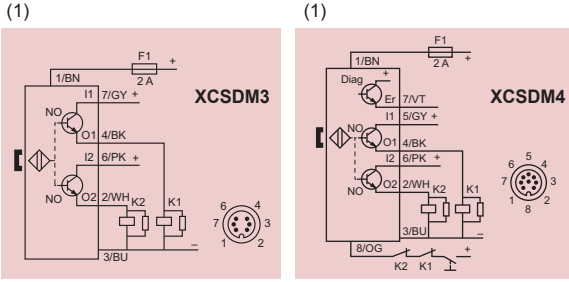 (1)
F1
+
2 A
1/BN
I1 7/GY +
XCSDM3
NO
O1 4/BK
I2 6/PK +
O2 2/WH K2 K1
NO
6 4
7 3
1 2
3/BU –
(1)
F1
+
2 A
1/BN
Diag +
Er 7/VT
XCSDM4
I1 5/GY +
NO
O1 4/BK
I2 6/PK +
O2 2/WH K2 K1
NO
5
6 4
7 3
1 2
8
3/BU –
8/OG +
K2 K1